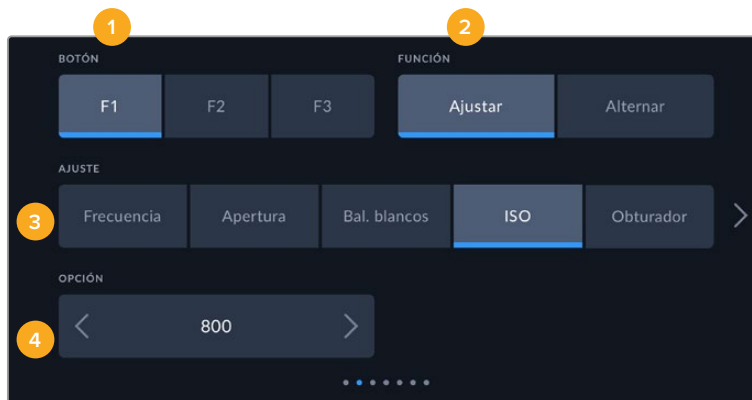 1 2
BOTÓN FUNCIÓN
F1 F2 F3 Ajustar Alternar
AJUSTE
3 Frecuencia Apertura Bal. blancos ISO Obturador
OPCIÓN
4 800